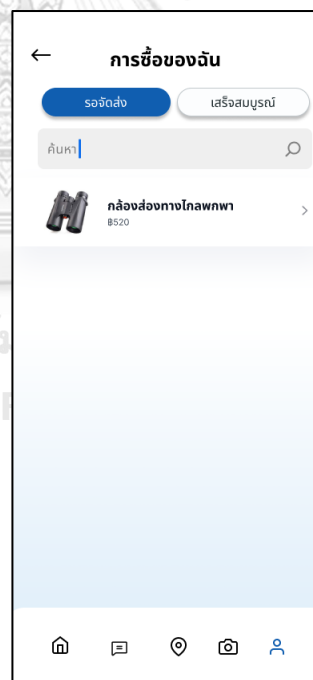 การซื้อของฉัน
รอจัดส่ง
เสร็จสมบูรณ์
ค้นหา
กล้องส่องทางไกลพกพา
฿520